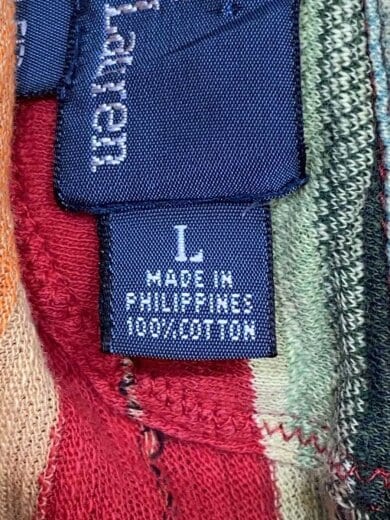 Lauren
L
MADE IN
PHILIPPINES
100% COTTON